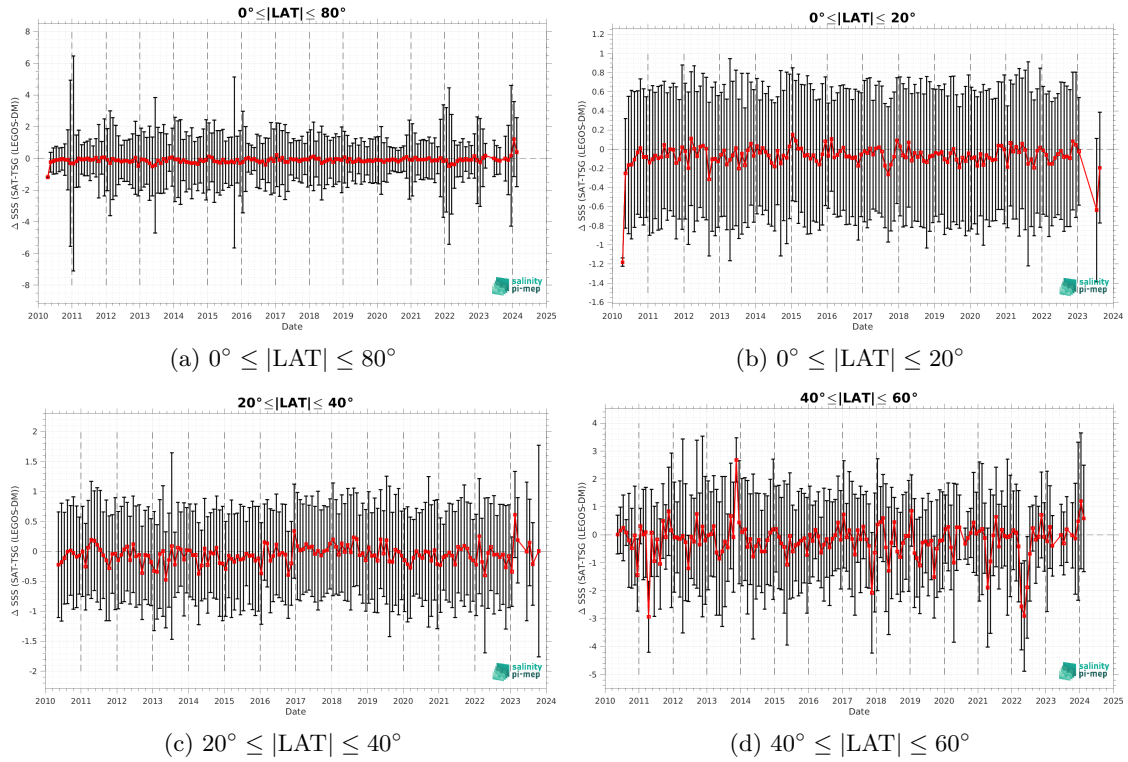 0°≤|LAT|≤ 80°
Δ SSS (SAT-TSG (LEGOS-DM))
8
6
4
2
0
-2
-4
-6
-8
salinity
pi-mep
2010 2011 2012 2013 2014 2015 2016 2017 2018 2019 2020 2021 2022 2023 2024 2025
Date
(a) 0° ≤ |LAT| ≤ 80°
0°≤|LAT|≤ 20°
Δ SSS (SAT-TSG (LEGOS-DM))
1.2
1
0.8
0.6
0.4
0.2
0
-0.2
-0.4
-0.6
-0.8
-1
-1.2
-1.4
-1.6
salinity
pi-mep
2010 2011 2012 2013 2014 2015 2016 2017 2018 2019 2020 2021 2022 2023 2024
Date
(b) 0° ≤ |LAT| ≤ 20°
20°≤|LAT|≤ 40°
Δ SSS (SAT-TSG (LEGOS-DM))
2
1.5
1
0.5
0
-0.5
-1
-1.5
-2
salinity
pi-mep
2010 2011 2012 2013 2014 2015 2016 2017 2018 2019 2020 2021 2022 2023 2024
Date
(c) 20° ≤ |LAT| ≤ 40°
40°≤|LAT|≤ 60°
Δ SSS (SAT-TSG (LEGOS-DM))
4
3
2
1
0
-1
-2
-3
-4
-5
salinity
pi-mep
2010 2011 2012 2013 2014 2015 2016 2017 2018 2019 2020 2021 2022 2023 2024 2025
Date
(d) 40° ≤ |LAT| ≤ 60°